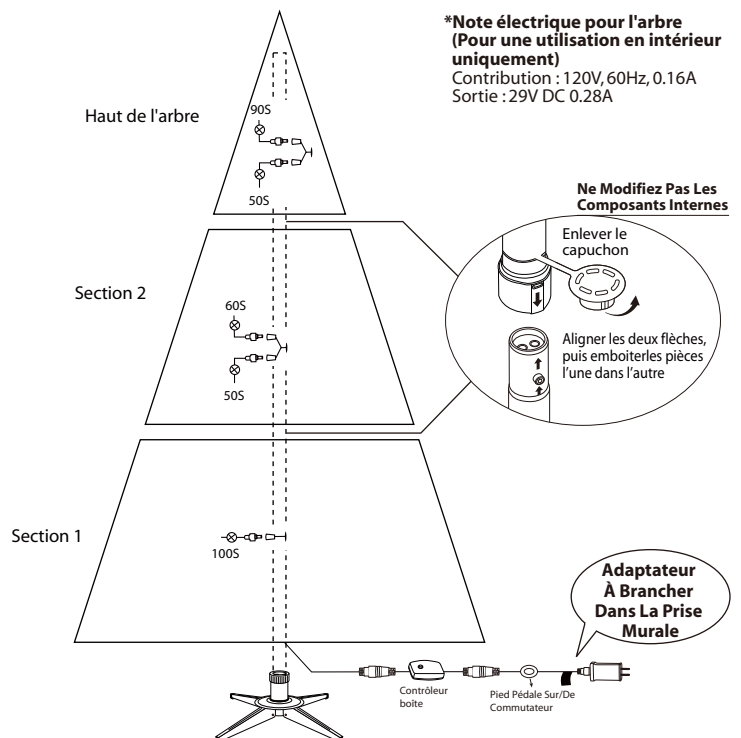 *Note électrique pour l'arbre
(Pour une utilisation en intérieur
uniquement)
Contribution : 120V, 60Hz, 0.16A
Sortie : 29V DC 0.28A
Haut de l'arbre
90S
50S
Ne Modifiez Pas Les
Composants Internes
Enlever le
capuchon
Aligner les deux flèches,
puis emboiterles pièces
l'une dans l'autre
Section 2
60S
50S
Section 1
100S
Adaptateur
À Brancher
Dans La Prise
Murale
Contrôleur
boîte
Pied Pédale Sur/De
Commutateur